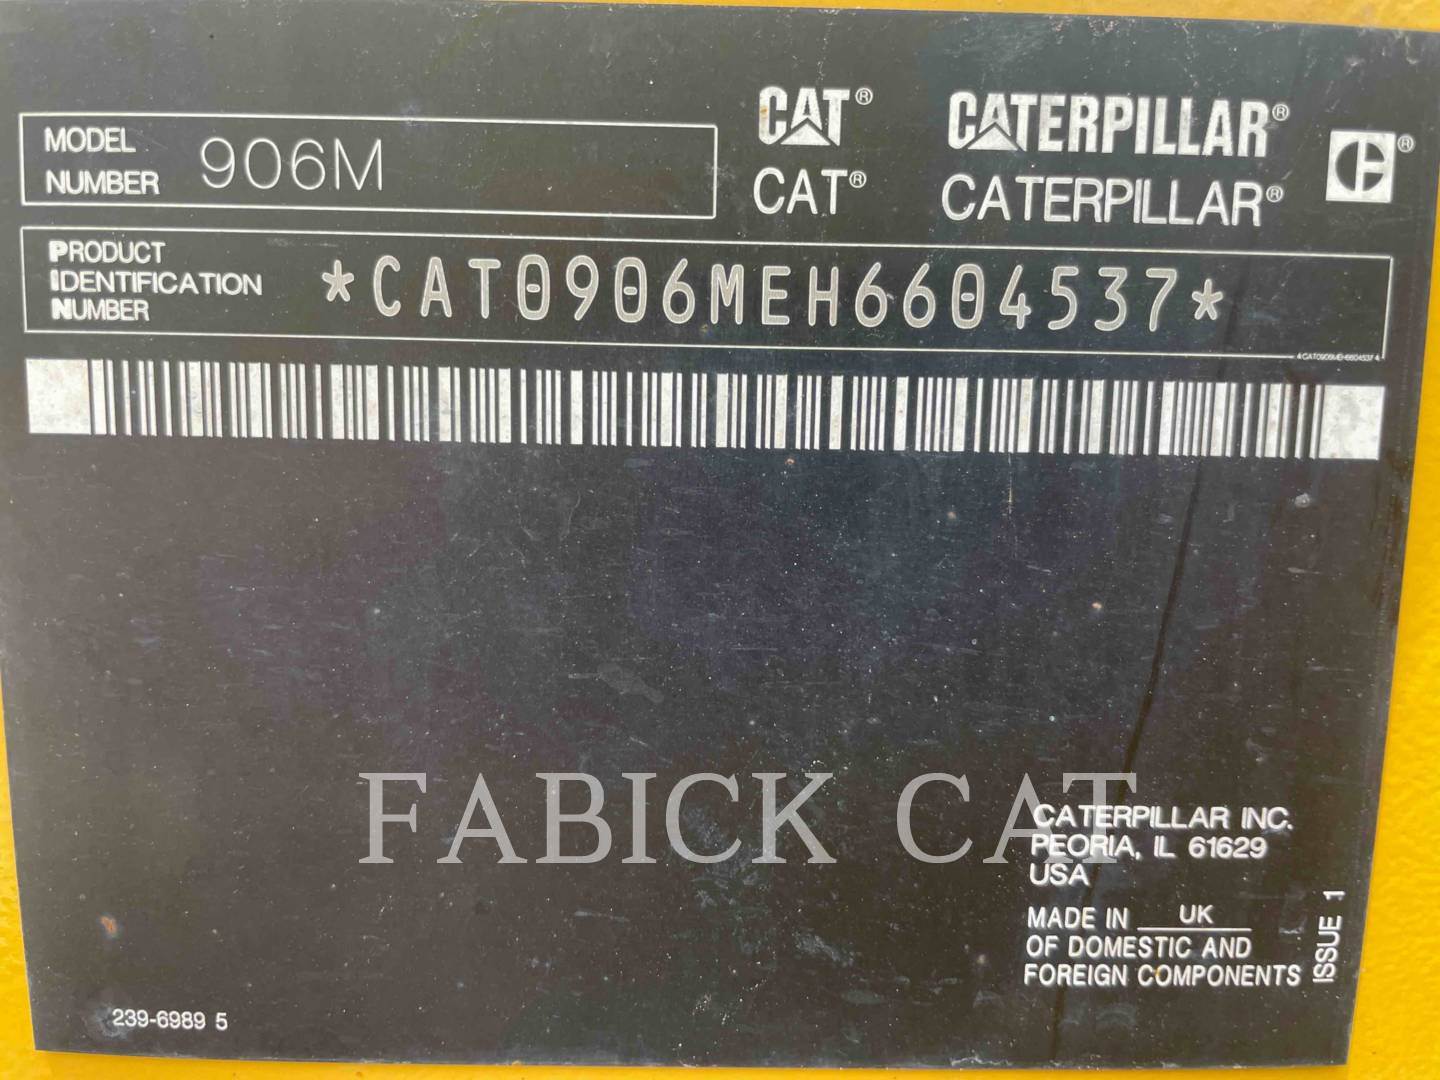 CAT® CATERPILLAR® ®
MODEL
NUMBER 906M
CAT® CATERPILLAR®
PRODUCT
IDENTIFICATION
NUMBER
*CAT0906MEH6604537*
*CAT0906MEH6604537*
FABICK CAT
CATERPILLAR INC.
PEORIA, IL 61629
USA
MADE IN UK
OF DOMESTIC AND
FOREIGN COMPONENTS
ISSUE 1
239-6989 5